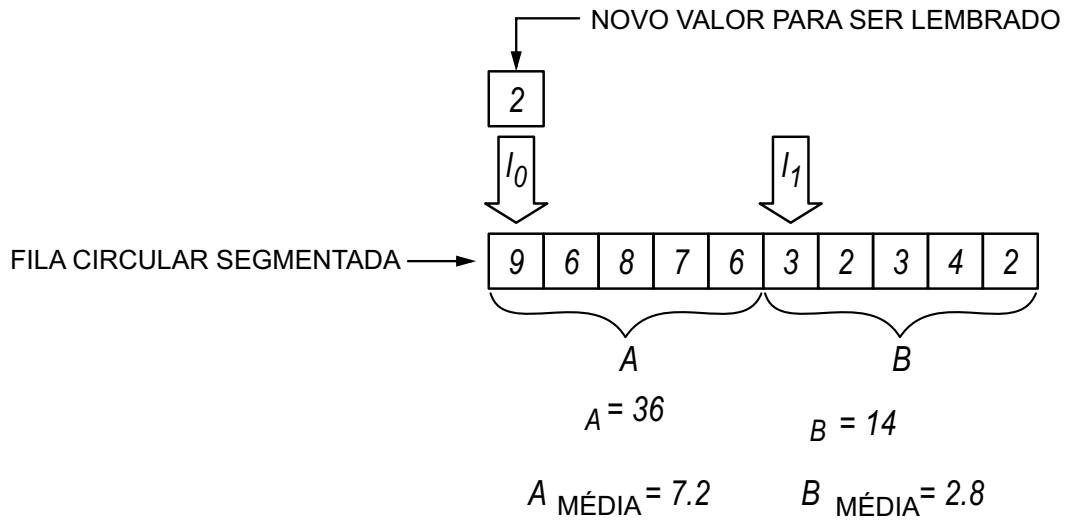 NOVO VALOR PARA SER LEMBRADO
2
I0 I1
FILA CIRCULAR SEGMENTADA 9 6 8 7 6 3 2 3 4 2
A B
A = 36 B = 14
A MÉDIA = 7.2 B MÉDIA = 2.8